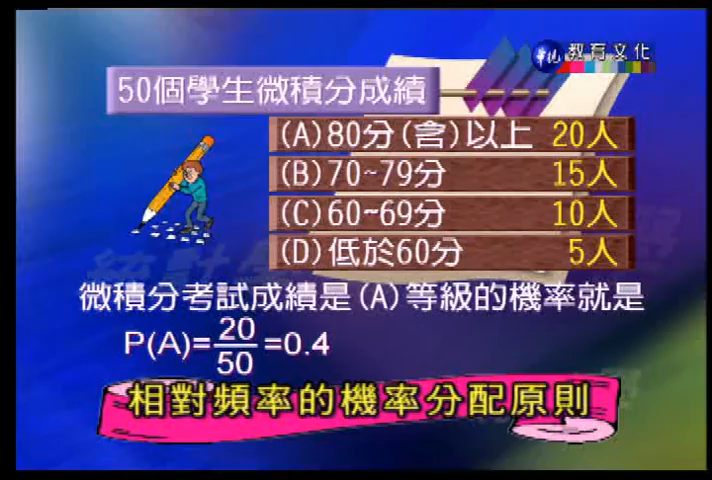 華視 教育文化
50個學生微積分成績
(A)80分(含)以上 20人
(B)70~79分 15人
(C)60~69分 10人
(D)低於60分 5人
微積分考試成績是(A)等級的機率就是
P(A)=20/50=0.4
相對頻率的機率分配原則